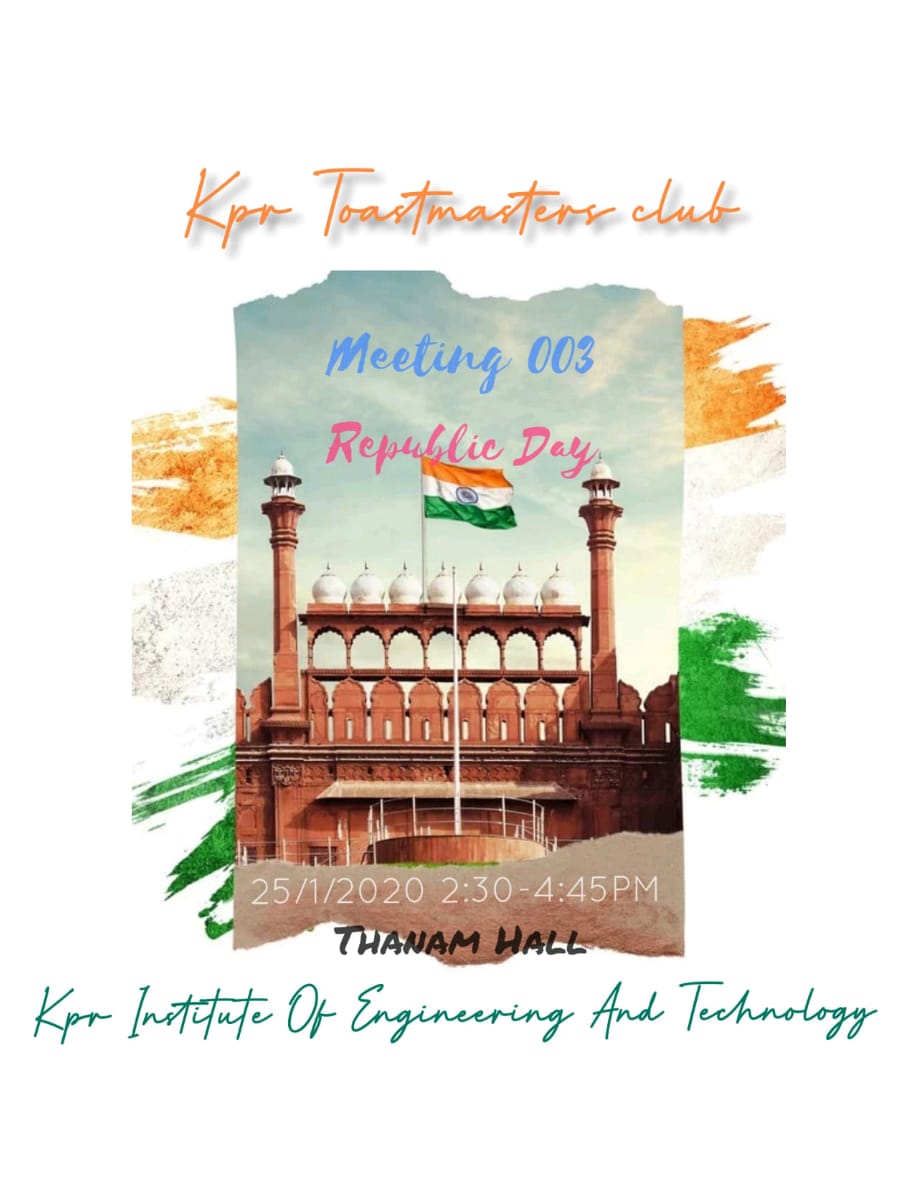 Kpr Toastmasters club
Meeting 003
Republic Day
25/1/2020 2:30-4:45PM
Thanam Hall
Kpr Institute Of Engineering And Technology